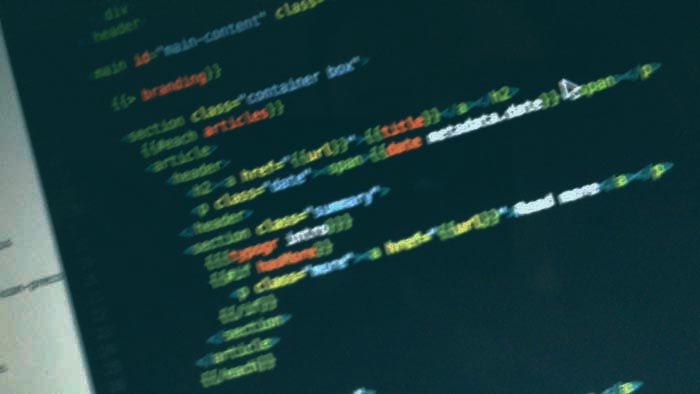 div
header
<main id="main-content" class=
{{> branding}}
<section class="container box">
{{#each articles}}
<article>
<header>
<h2><a href="{{url}}">{{title}}</a></h2>
<p class="date"><span>{{date metadata.date}}</span></p>
</header>
<section class="summary">
{{{typogr intro}}}
{{#if hasMore}}
<p class="more"><a href="{{url}}">Read more</a></p>
{{/if}}
</section>
</article>
{{/each}}